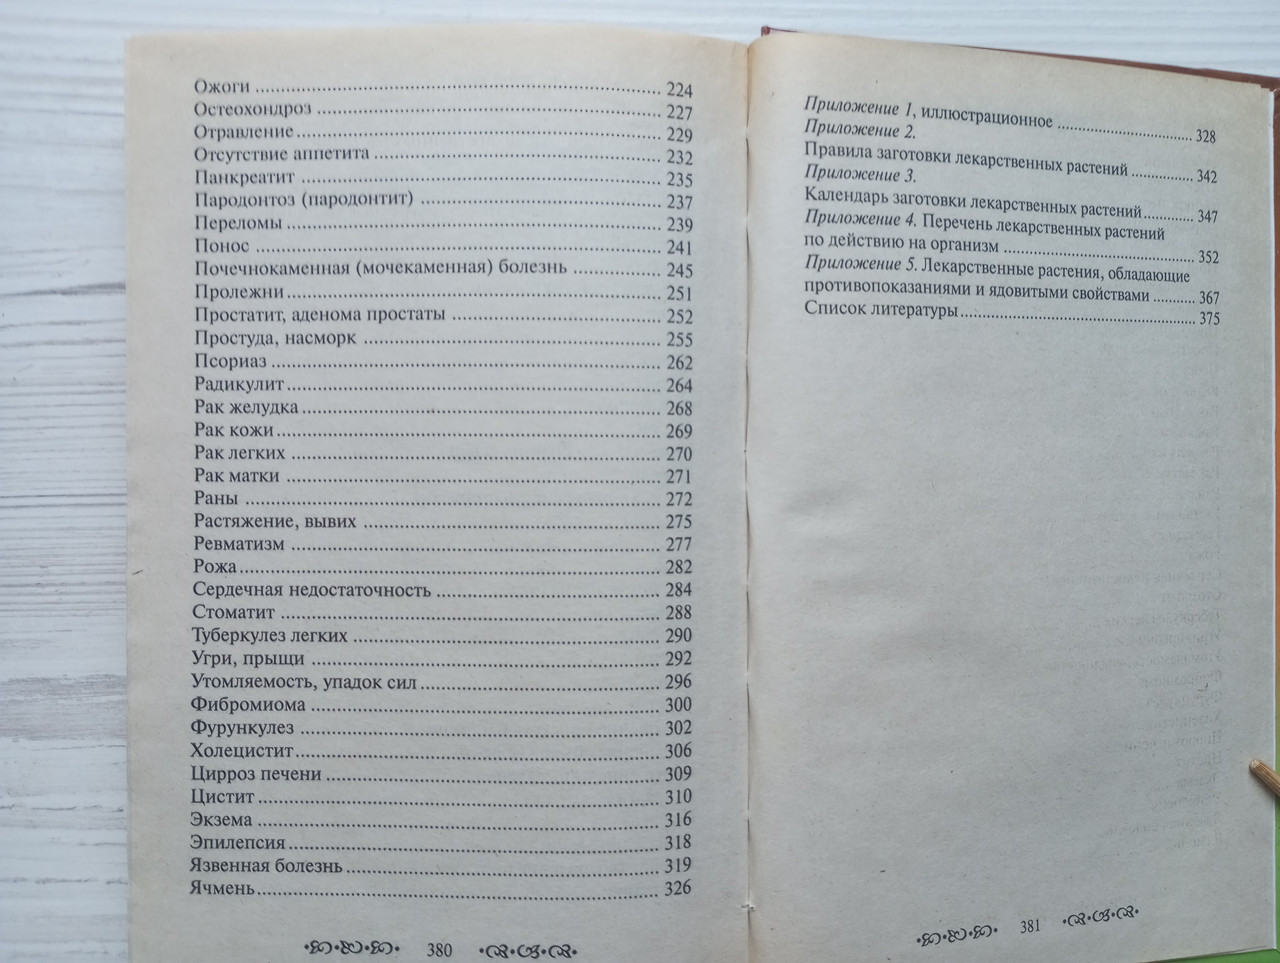 Ожоги ... 224
Остеохондроз ... 227
Отравление ... 229
Отсутствие аппетита ... 232
Панкреатит ... 235
Пародонтоз (пародонтит) ... 237
Переломы ... 239
Понос ... 241
Почечнокаменная (мочекаменная) болезнь ... 245
Пролежни ... 251
Простатит, аденома простаты ... 252
Простуда, насморк ... 255
Псориаз ... 262
Радикулит ... 264
Рак желудка ... 268
Рак кожи ... 269
Рак легких ... 270
Рак матки ... 271
Раны ... 272
Растяжение, вывих ... 275
Ревматизм ... 277
Рожа ... 282
Сердечная недостаточность ... 284
Стоматит ... 288
Туберкулез легких ... 290
Угри, прыщи ... 292
Утомляемость, упадок сил ... 296
Фибромиома ... 300
Фурункулез ... 302
Холецистит ... 306
Цирроз печени ... 309
Цистит ... 310
Экзема ... 316
Эпилепсия ... 318
Язвенная болезнь ... 319
Ячмень ... 326
380
Приложение 1, иллюстрационное ... 328
Приложение 2.
Правила заготовки лекарственных растений ... 342
Приложение 3.
Календарь заготовки лекарственных растений ... 347
Приложение 4. Перечень лекарственных растений
по действию на организм ... 352
Приложение 5. Лекарственные растения, обладающие
противопоказаниями и ядовитыми свойствами ... 367
Список литературы ... 375
381